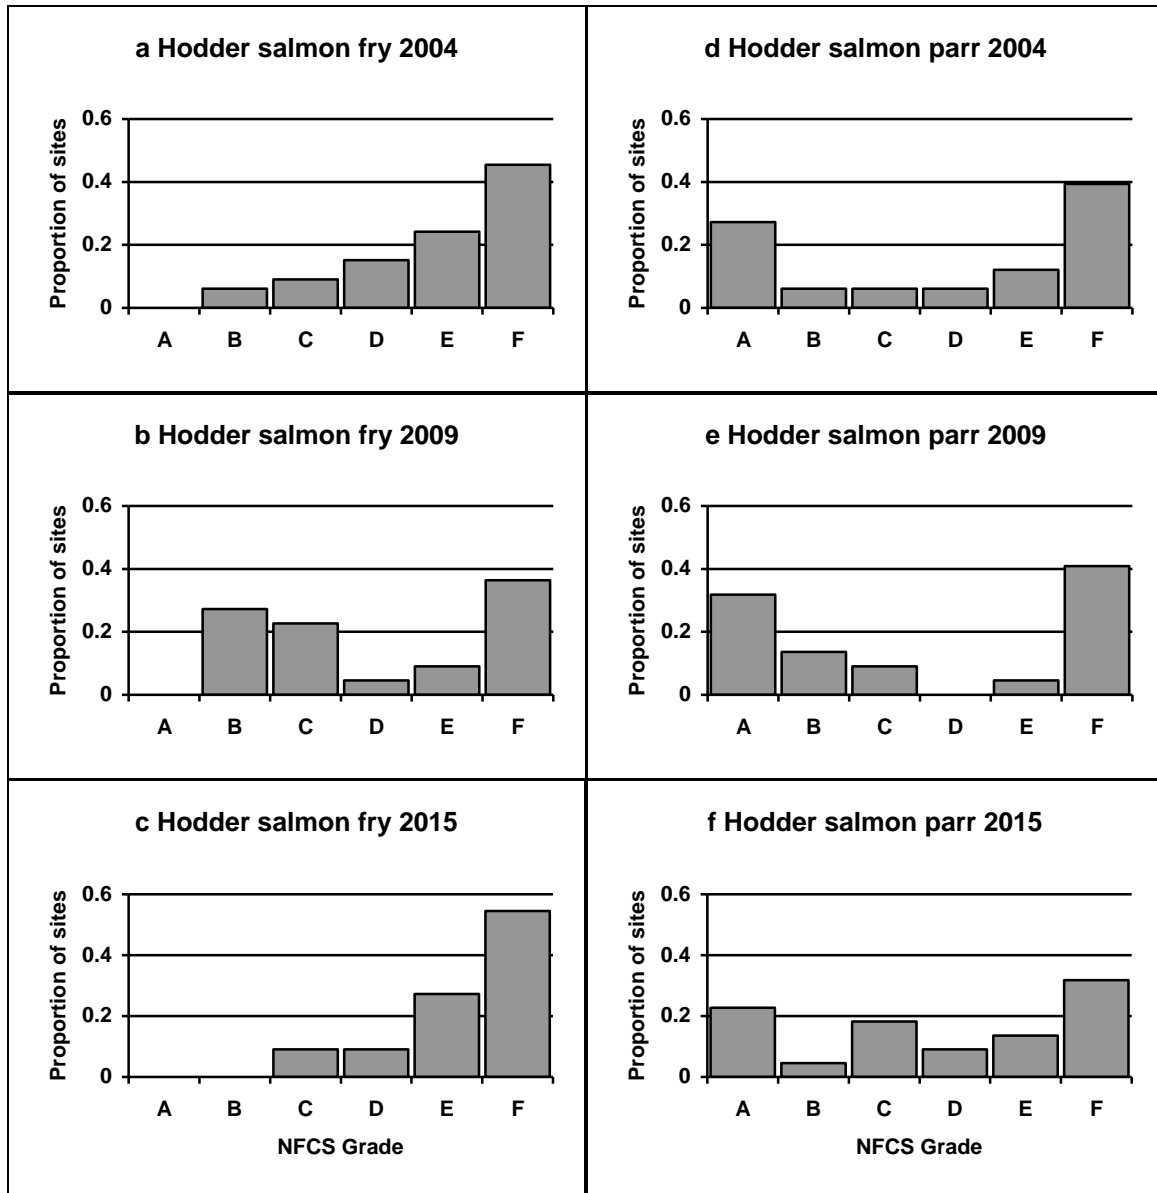 a Hodder salmon fry 2004
Proportion of sites
0.6
0.4
0.2
0
A B C D E F
d Hodder salmon parr 2004
Proportion of sites
0.6
0.4
0.2
0
A B C D E F
b Hodder salmon fry 2009
Proportion of sites
0.6
0.4
0.2
0
A B C D E F
e Hodder salmon parr 2009
Proportion of sites
0.6
0.4
0.2
0
A B C D E F
c Hodder salmon fry 2015
Proportion of sites
0.6
0.4
0.2
0
A B C D E F
NFCS Grade
f Hodder salmon parr 2015
Proportion of sites
0.6
0.4
0.2
0
A B C D E F
NFCS Grade